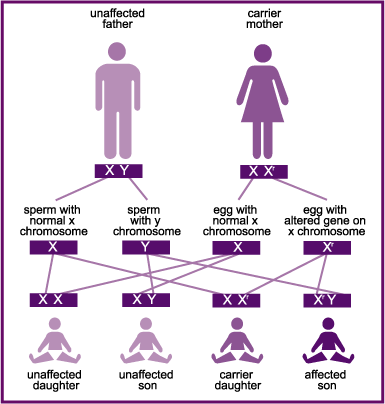 unaffected
father
carrier
mother
X Y
X Xʳ
sperm with
normal x
chromosome
sperm
with y
chromosome
egg with
normal x
chromosome
egg with
altered gene on
x chromosome
X
Y
X
Xʳ
X X
X Y
X Xʳ
Xʳ Y
unaffected
daughter
unaffected
son
carrier
daughter
affected
son